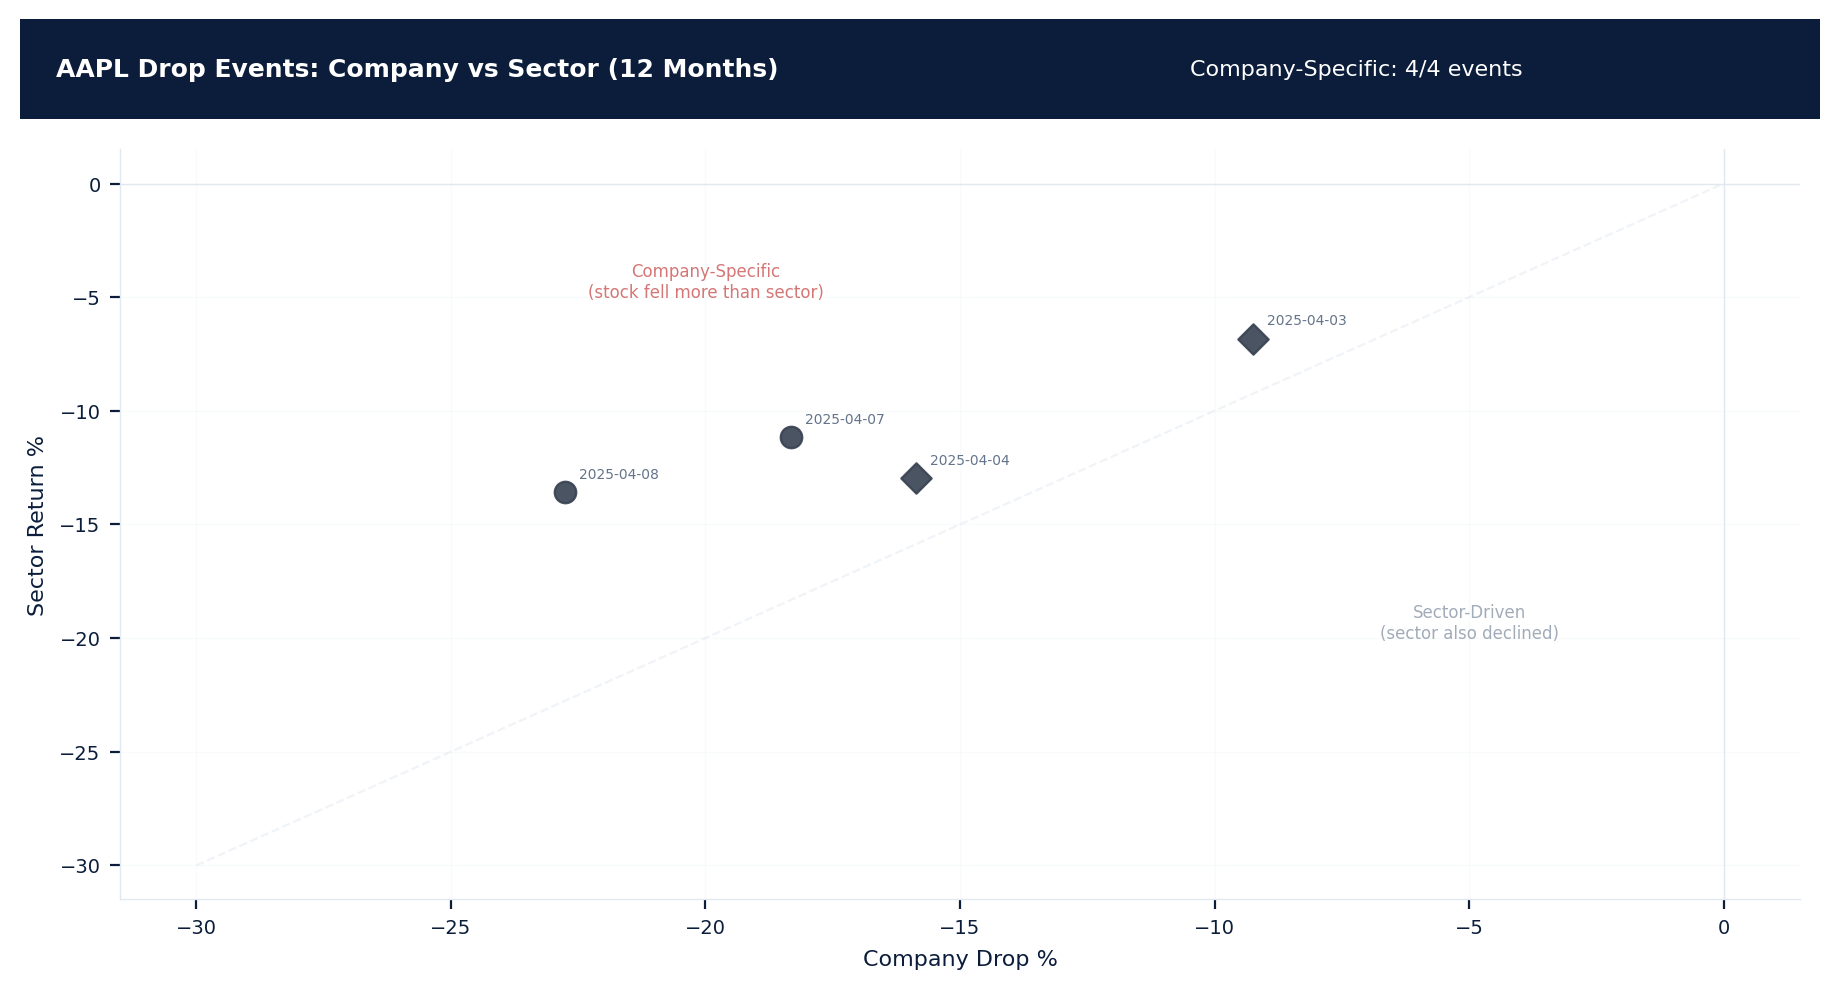 AAPL Drop Events: Company vs Sector (12 Months)
Company-Specific: 4/4 events
0
−5
−10
−15
−20
−25
−30
Sector Return %
Company-Specific
(stock fell more than sector)
2025-04-03
2025-04-07
2025-04-04
2025-04-08
Sector-Driven
(sector also declined)
−30
−25
−20
−15
−10
−5
0
Company Drop %